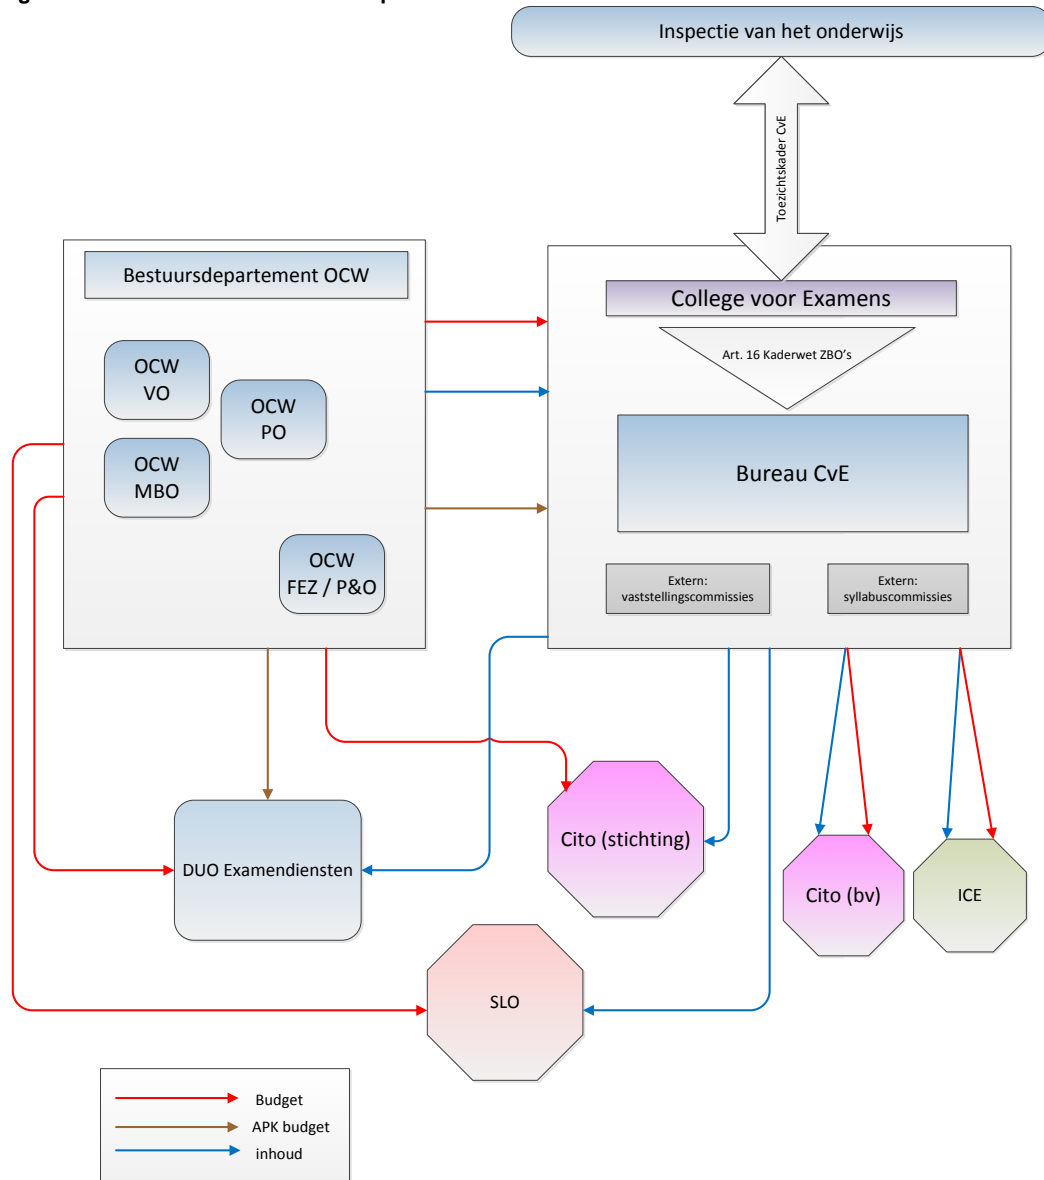 Inspectie van het onderwijs
Toezichtskader CvE
Bestuursdepartement OCW
OCW
VO
OCW
PO
OCW
MBO
OCW
FEZ / P&O
College voor Examens
Art. 16 Kaderwet ZBO's
Bureau CvE
Extern:
vaststellingscommissies
Extern:
syllabuscommissies
DUO Examendiensten
Cito (stichting)
Cito (bv)
ICE
SLO
Budget
APK budget
inhoud